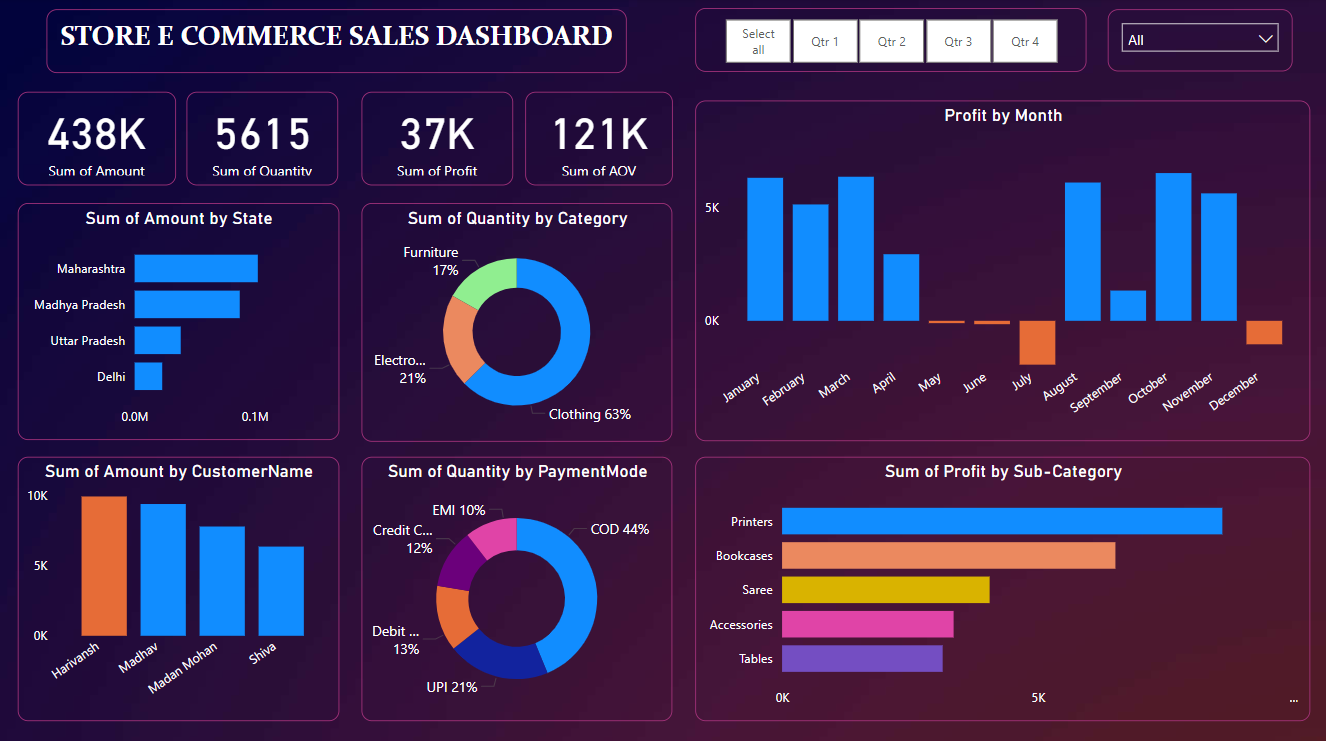 STORE E COMMERCE SALES DASHBOARD
Select
all
Qtr 1
Qtr 2
Qtr 3
Qtr 4
All
438K
Sum of Amount
5615
Sum of Quantity
37K
Sum of Profit
121K
Sum of AOV
Profit by Month
5K
0K
January
February
March
April
May
June
July
August
September
October
November
December
Sum of Amount by State
Maharashtra
Madhya Pradesh
Uttar Pradesh
Delhi
0.0M
0.1M
Sum of Quantity by Category
Furniture
17%
Electro...
21%
Clothing 63%
Sum of Amount by CustomerName
10K
5K
0K
Harivansh
Madhav
Madan Mohan
Shiva
Sum of Quantity by PaymentMode
EMI 10%
COD 44%
Credit C...
12%
Debit ...
13%
UPI 21%
Sum of Profit by Sub-Category
Printers
Bookcases
Saree
Accessories
Tables
0K
5K
...